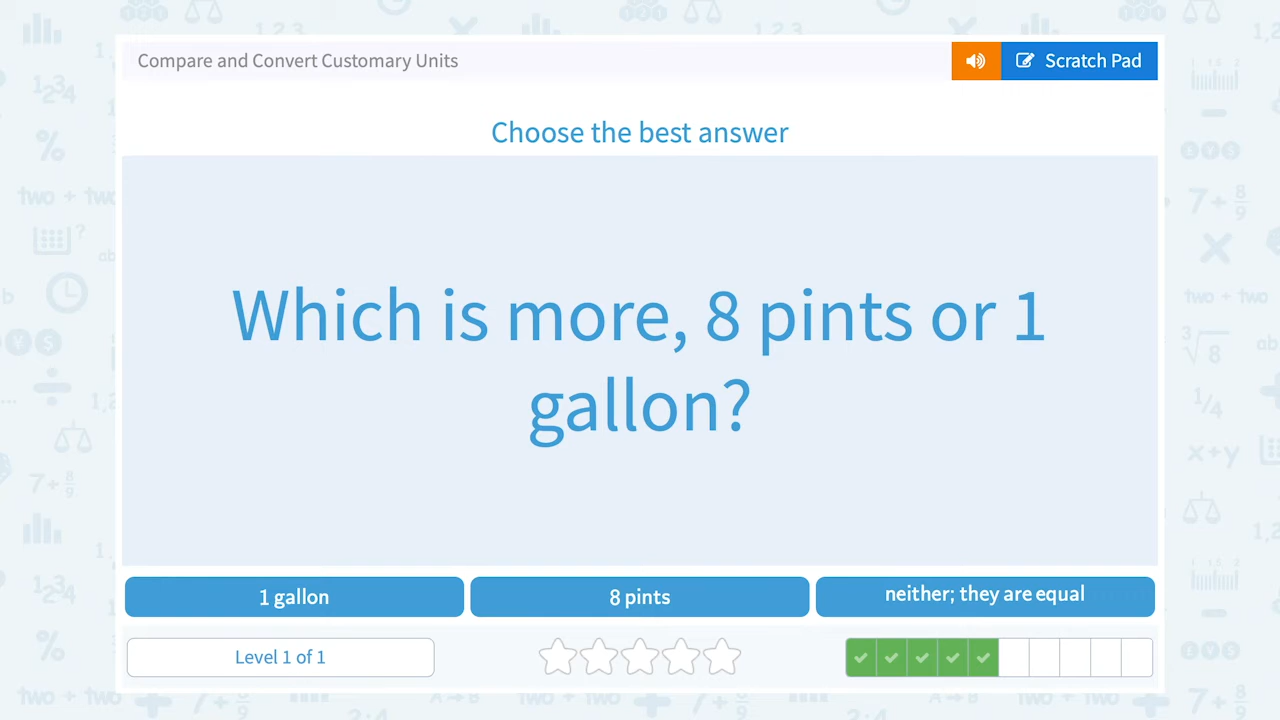 Compare and Convert Customary Units
Scratch Pad
Choose the best answer
Which is more, 8 pints or 1
gallon?
1 gallon
8 pints
neither; they are equal
Level 1 of 1